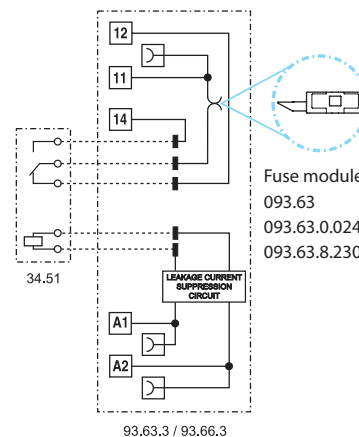 12
11
14
34.51
Fuse module
093.63
093.63.0.024
093.63.8.230
LEAKAGE CURRENT
SUPPRESSION
CIRCUIT
A1
A2
93.63.3 / 93.66.3